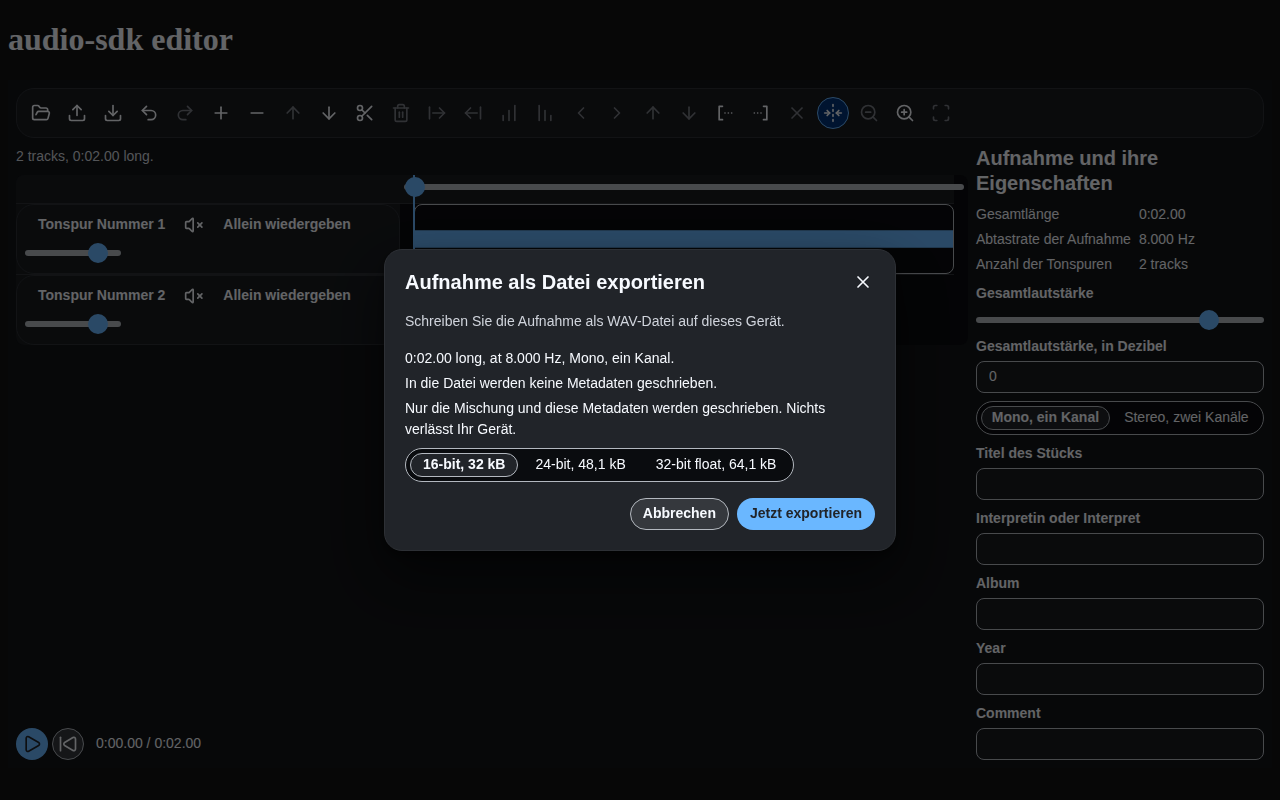 audio-sdk editor
2 tracks, 0:02.00 long.
Tonspur Nummer 1 Allein wiedergeben
Tonspur Nummer 2 Allein wiedergeben
Aufnahme als Datei exportieren
Schreiben Sie die Aufnahme als WAV-Datei auf dieses Gerät.
0:02.00 long, at 8.000 Hz, Mono, ein Kanal.
In die Datei werden keine Metadaten geschrieben.
Nur die Mischung und diese Metadaten werden geschrieben. Nichts
verlässt Ihr Gerät.
16-bit, 32 kB 24-bit, 48,1 kB 32-bit float, 64,1 kB
Abbrechen Jetzt exportieren
Aufnahme und ihre
Eigenschaften
Gesamtlänge 0:02.00
Abtastrate der Aufnahme 8.000 Hz
Anzahl der Tonspuren 2 tracks
Gesamtlautstärke
Gesamtlautstärke, in Dezibel
0
Mono, ein Kanal Stereo, zwei Kanäle
Titel des Stücks
Interpretin oder Interpret
Album
Year
Comment
0:00.00 / 0:02.00